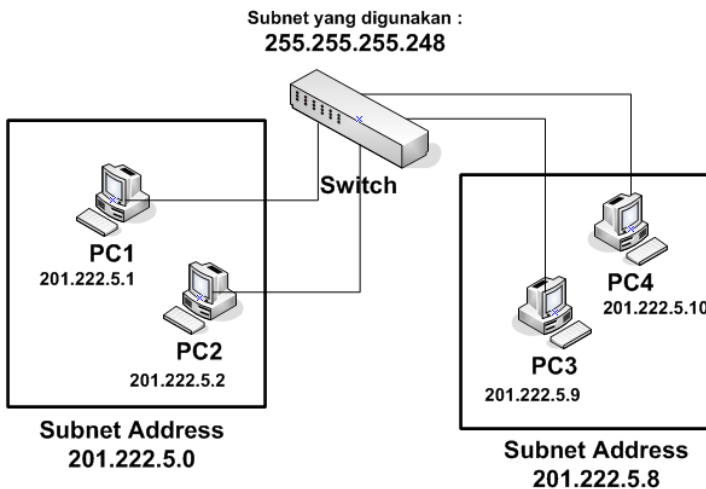 Subnet yang digunakan :
255.255.255.248
Switch
PC1
201.222.5.1
PC2
201.222.5.2
Subnet Address
201.222.5.0
PC4
201.222.5.10
PC3
201.222.5.9
Subnet Address
201.222.5.8